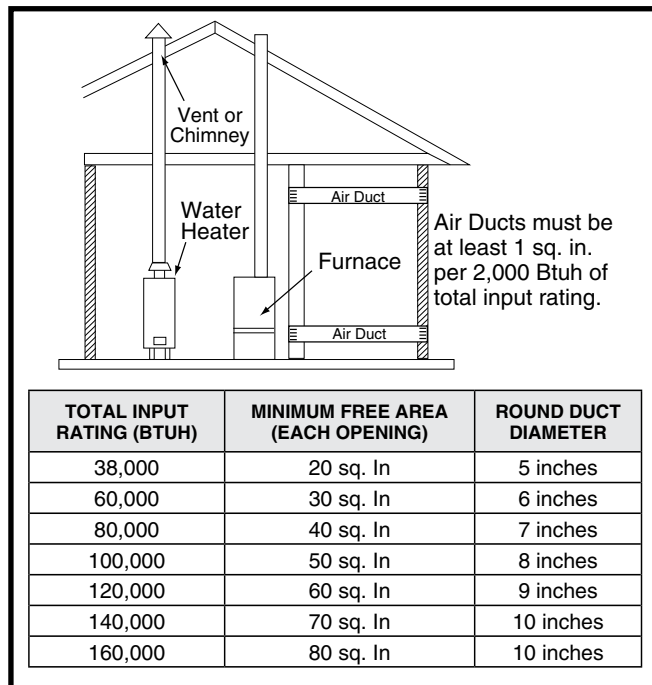 Vent or
Chimney
Air Duct
Water
Heater
Furnace
Air Ducts must be
at least 1 sq. in.
per 2,000 Btuh of
total input rating.
Air Duct
TOTAL INPUT RATING (BTUH) MINIMUM FREE AREA (EACH OPENING) ROUND DUCT DIAMETER
38,000 20 sq. In 5 inches
60,000 30 sq. In 6 inches
80,000 40 sq. In 7 inches
100,000 50 sq. In 8 inches
120,000 60 sq. In 9 inches
140,000 70 sq. In 10 inches
160,000 80 sq. In 10 inches